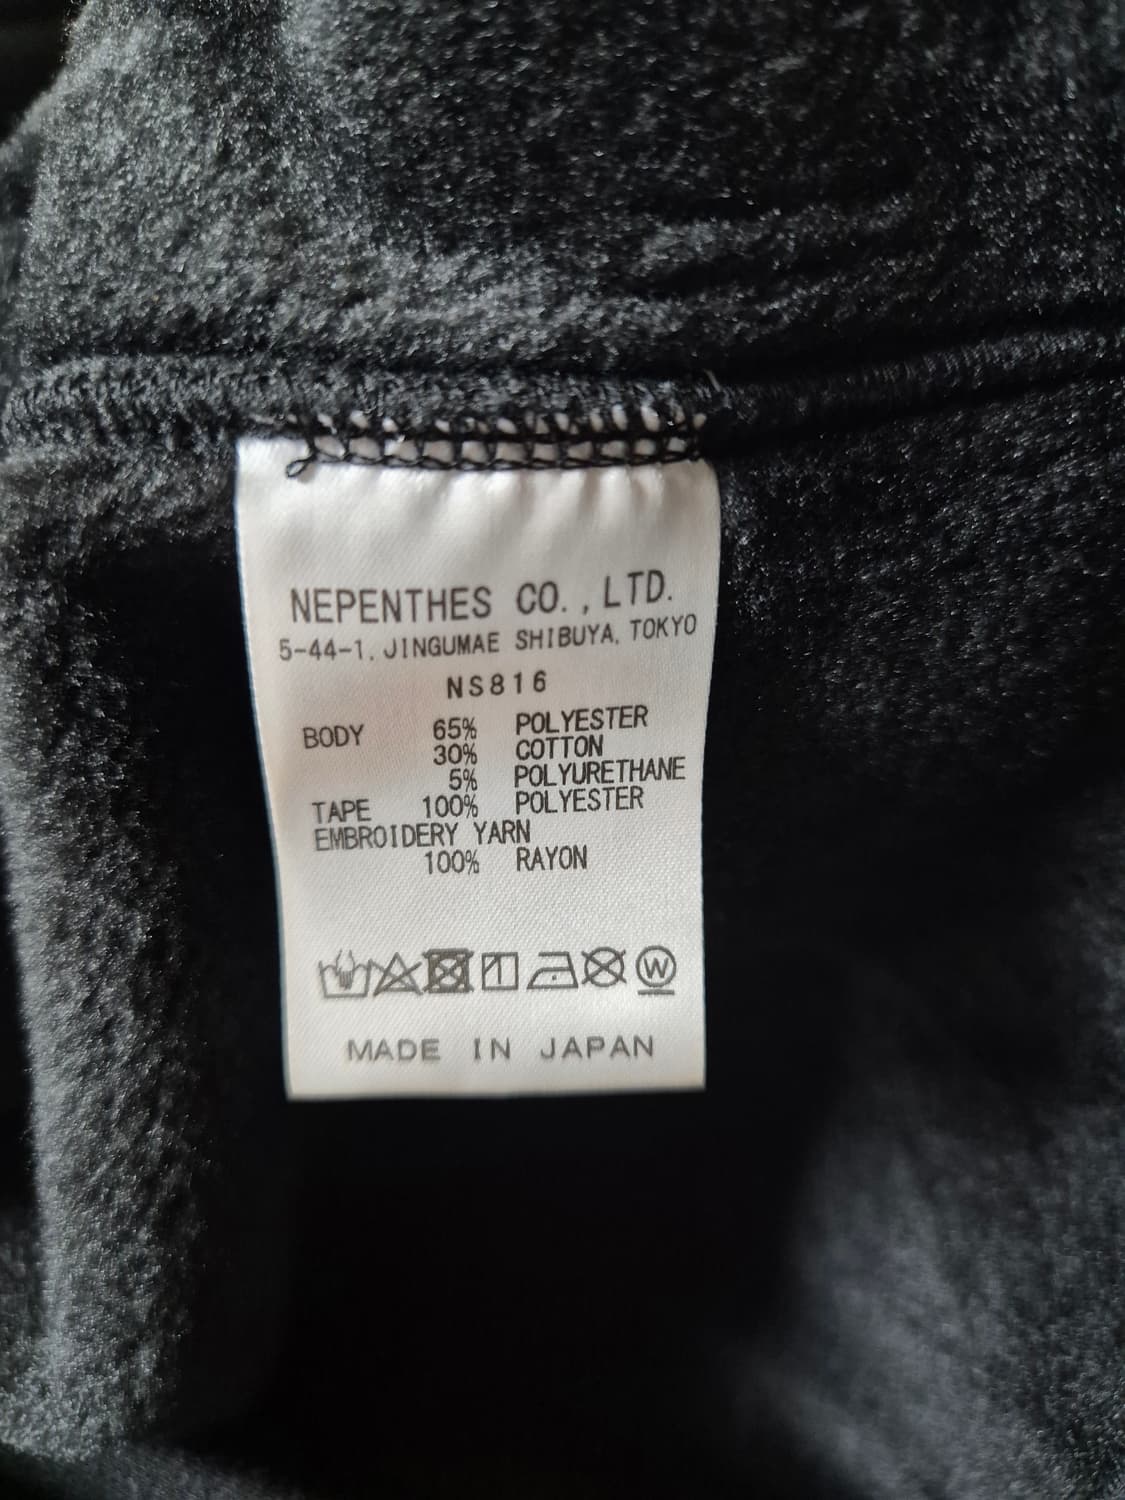 NEPENTHES CO.,LTD.
5-44-1, JINGUMAE SHIBUYA, TOKYO
NS816
BODY 65% POLYESTER
30% COTTON
5% POLYURETHANE
TAPE 100% POLYESTER
EMBROIDERY YARN
100% RAYON
W
MADE IN JAPAN